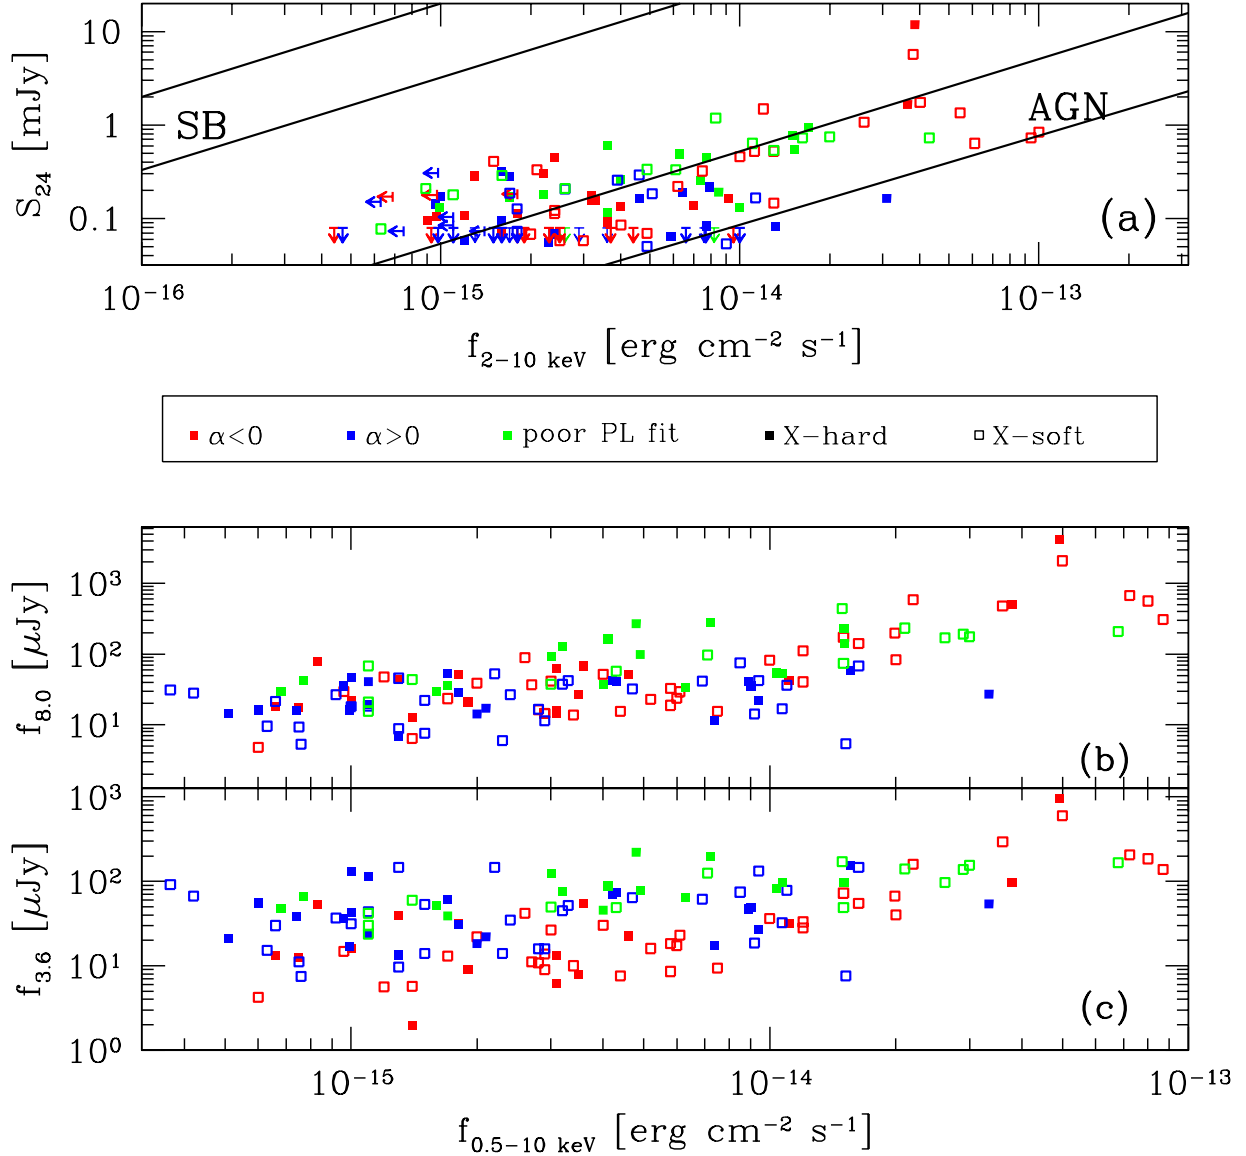 10
1
0.1
S₂₄ [mJy]
SB
AGN
(a)
10⁻¹⁶ 10⁻¹⁵ 10⁻¹⁴ 10⁻¹³
f₂₋₁₀ keV [erg cm⁻² s⁻¹]
α<0 α>0 poor PL fit X-hard X-soft
10³
10²
10¹
f₈.₀ [μJy]
(b)
10³
10²
10¹
10⁰
f₃.₆ [μJy]
(c)
10⁻¹⁵ 10⁻¹⁴ 10⁻¹³
f₀.₅₋₁₀ keV [erg cm⁻² s⁻¹]